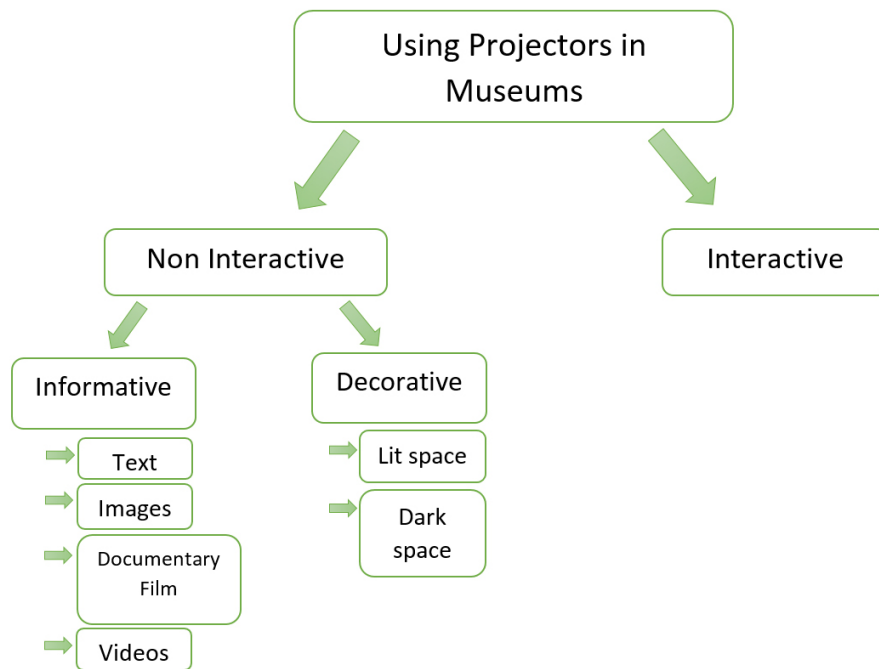 Using Projectors in
Museums
Non Interactive
Interactive
Informative
Decorative
Text
Images
Documentary
Film
Videos
Lit space
Dark
space